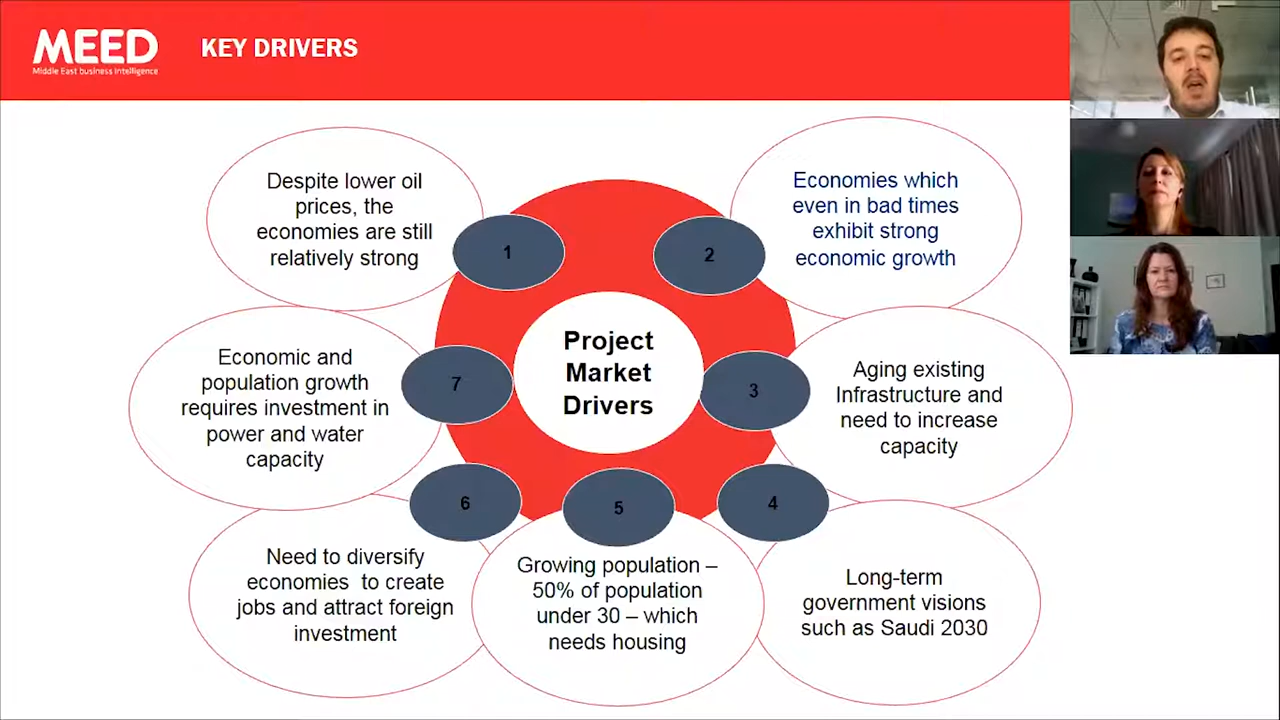 MEED
Middle East business intelligence
KEY DRIVERS
Despite lower oil
prices, the
economies are still
relatively strong
1
2
Economies which
even in bad times
exhibit strong
economic growth
Project
Market
Drivers
Economic and
population growth
requires investment in
power and water
capacity
7
3
Aging existing
Infrastructure and
need to increase
capacity
6
5
4
Need to diversify
economies to create
jobs and attract foreign
investment
Growing population –
50% of population
under 30 – which
needs housing
Long-term
government visions
such as Saudi 2030